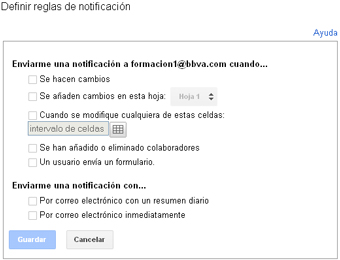 Definir reglas de notificación
Ayuda
Enviarme una notificación a formacion1@bbva.com cuando...
Se hacen cambios
Se añaden cambios en esta hoja: Hoja 1
Cuando se modifique cualquiera de estas celdas:
intervalo de celdas
Se han añadido o eliminado colaboradores
Un usuario envía un formulario.
Enviarme una notificación con...
Por correo electrónico con un resumen diario
Por correo electrónico inmediatamente
Guardar Cancelar